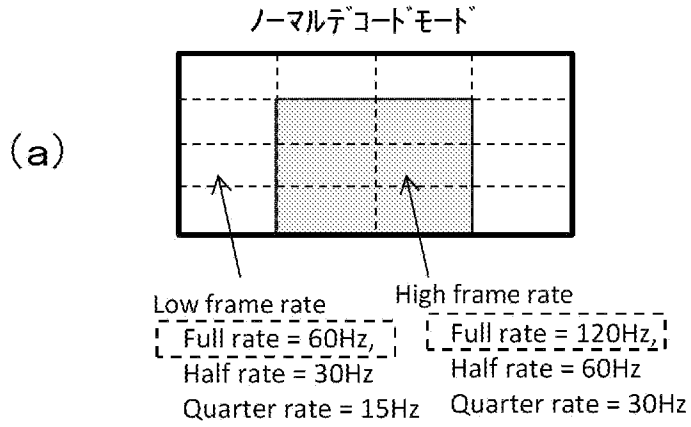 ノーマルデコードモード
(a)
Low frame rate
Full rate = 60Hz,
Half rate = 30Hz
Quarter rate = 15Hz
High frame rate
Full rate = 120Hz,
Half rate = 60Hz
Quarter rate = 30Hz